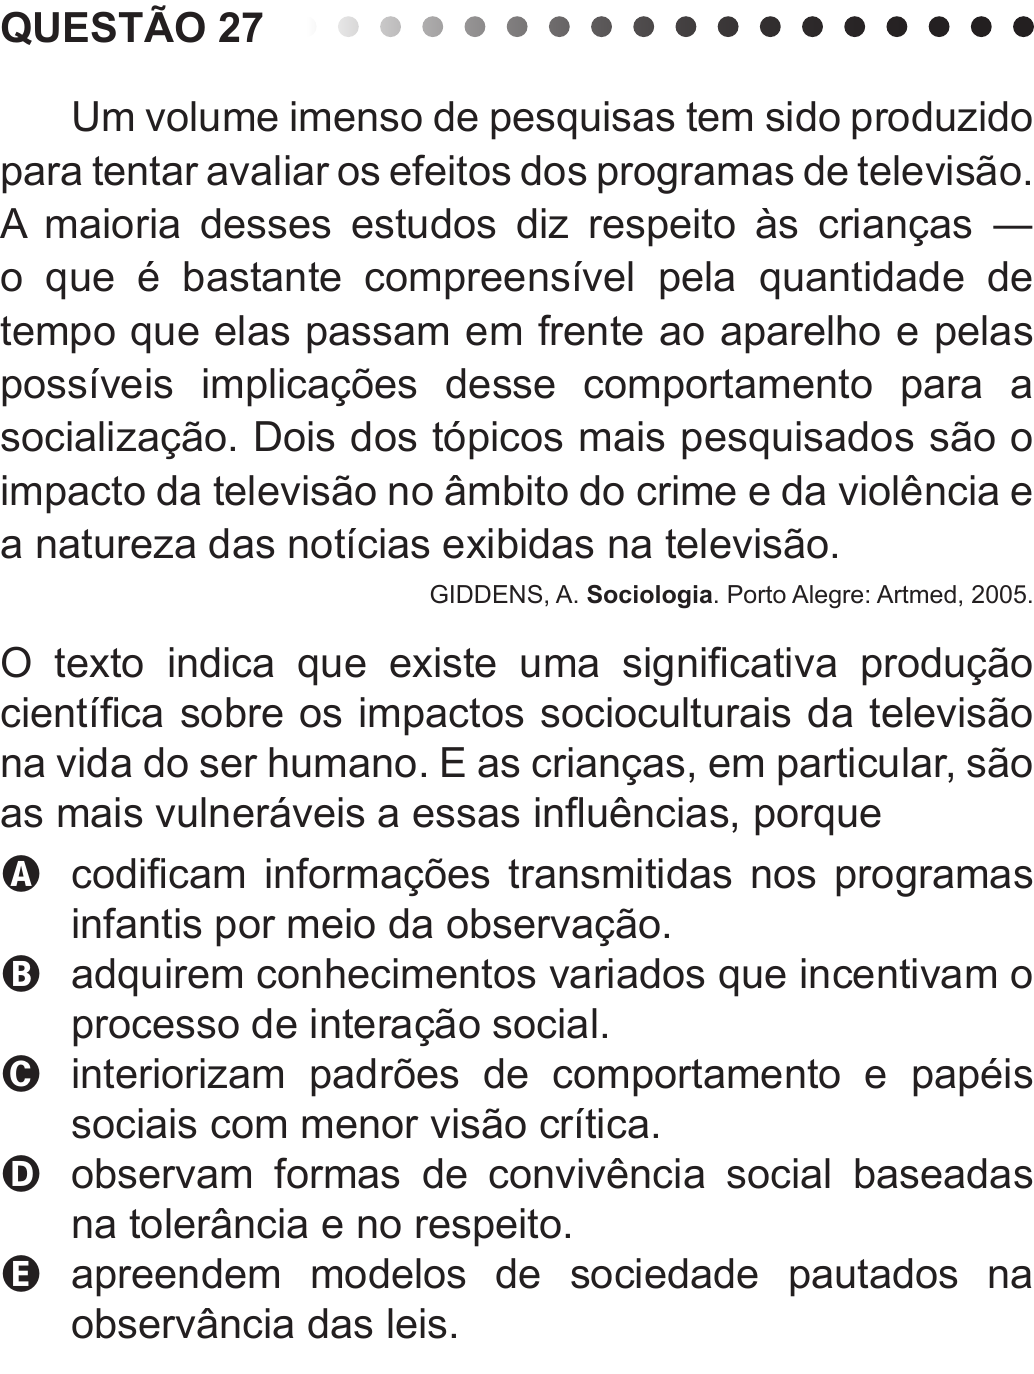 QUESTÃO 27
Um volume imenso de pesquisas tem sido produzido
para tentar avaliar os efeitos dos programas de televisão.
A maioria desses estudos diz respeito às crianças —
o que é bastante compreensível pela quantidade de
tempo que elas passam em frente ao aparelho e pelas
possíveis implicações desse comportamento para a
socialização. Dois dos tópicos mais pesquisados são o
impacto da televisão no âmbito do crime e da violência e
a natureza das notícias exibidas na televisão.
GIDDENS, A. Sociologia. Porto Alegre: Artmed, 2005.
O texto indica que existe uma significativa produção
científica sobre os impactos socioculturais da televisão
na vida do ser humano. E as crianças, em particular, são
as mais vulneráveis a essas influências, porque
A codificam informações transmitidas nos programas
infantis por meio da observação.
B adquirem conhecimentos variados que incentivam o
processo de interação social.
C interiorizam padrões de comportamento e papéis
sociais com menor visão crítica.
D observam formas de convivência social baseadas
na tolerância e no respeito.
E apreendem modelos de sociedade pautados na
observância das leis.